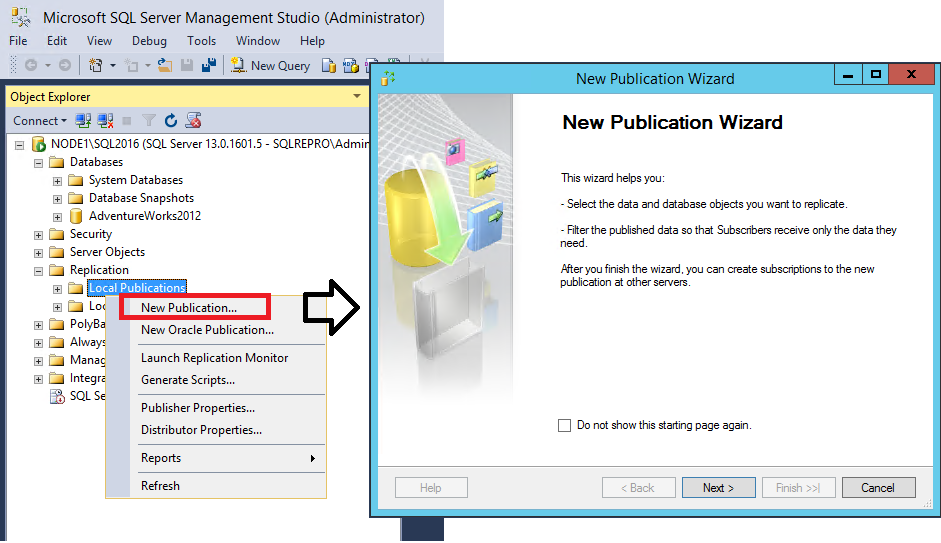 Microsoft SQL Server Management Studio (Administrator)
File Edit View Debug Tools Window Help
New Query
Object Explorer
Connect
NODE1\SQL2016 (SQL Server 13.0.1601.5 - SQLREPRO\Admin
Databases
System Databases
Database Snapshots
AdventureWorks2012
Security
Server Objects
Replication
Local Publications
Loc
PolyBa
Always
Manag
Integra
SQL Se
New Publication...
New Oracle Publication...
Launch Replication Monitor
Generate Scripts...
Publisher Properties...
Distributor Properties...
Reports
Refresh
New Publication Wizard
New Publication Wizard
This wizard helps you:
- Select the data and database objects you want to replicate.
- Filter the published data so that Subscribers receive only the data they
need.
After you finish the wizard, you can create subscriptions to the new
publication at other servers.
Do not show this starting page again.
Help < Back Next > Finish >>| Cancel